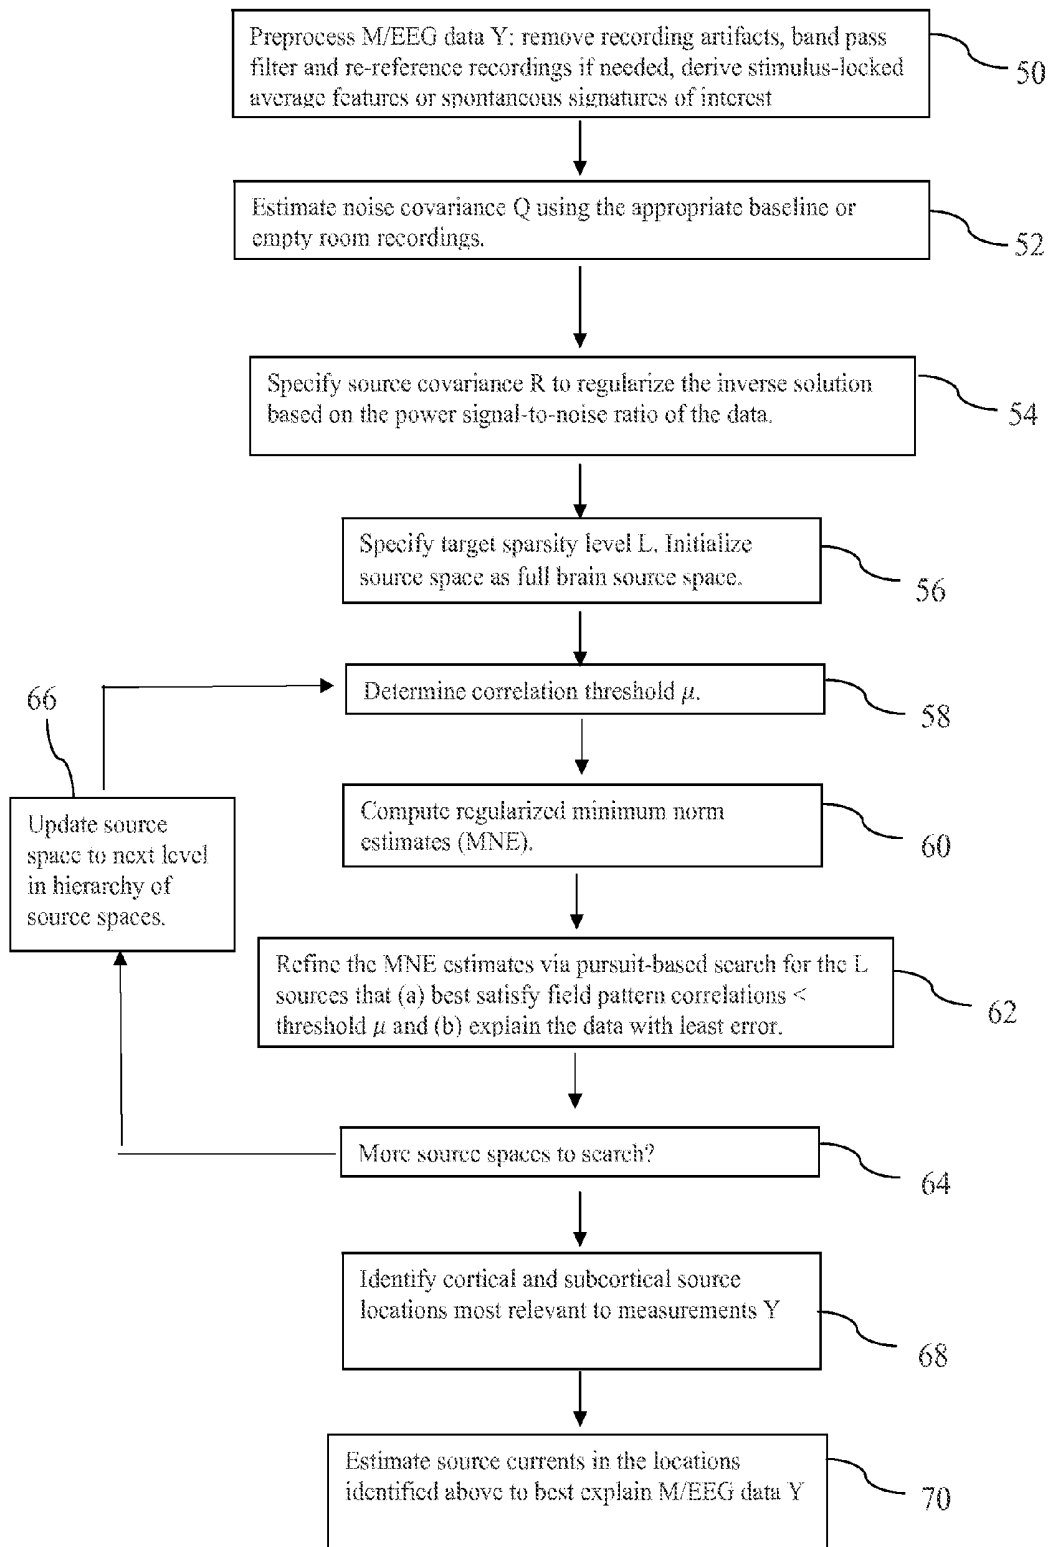 Preprocess M/EEG data Y: remove recording artifacts, band pass
filter and re-reference recordings if needed, derive stimulus-locked
average features or spontaneous signatures of interest
50
Estimate noise covariance Q using the appropriate baseline or
empty room recordings.
52
Specify source covariance R to regularize the inverse solution
based on the power signal-to-noise ratio of the data.
54
Specify target sparsity level L. Initialize
source space as full brain source space.
56
66
Determine correlation threshold μ.
58
Update source
space to next level
in hierarchy of
source spaces.
Compute regularized minimum norm
estimates (MNE).
60
Refine the MNE estimates via pursuit-based search for the L
sources that (a) best satisfy field pattern correlations <
threshold μ and (b) explain the data with least error.
62
More source spaces to search?
64
Identify cortical and subcortical source
locations most relevant to measurements Y
68
Estimate source currents in the locations
identified above to best explain M/EEG data Y
70